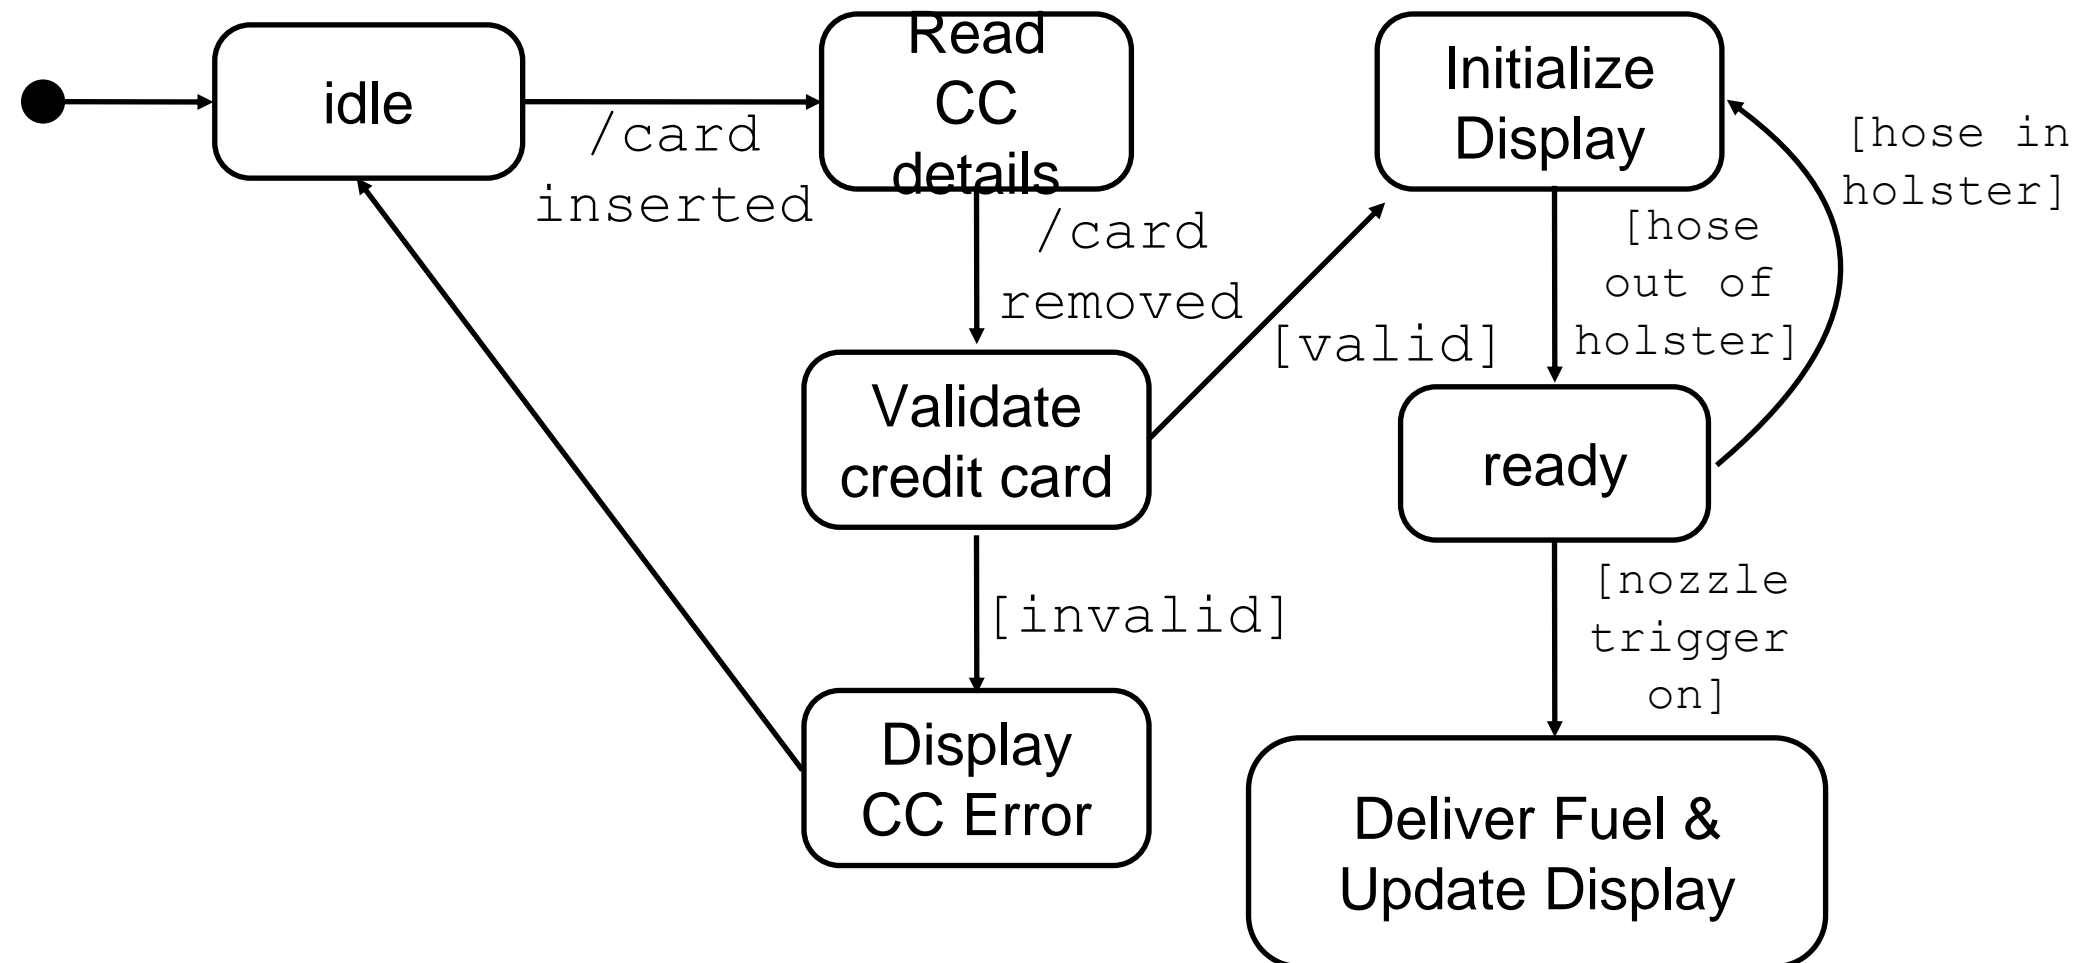 idle
/card
inserted
Read
CC
details
/card
removed
Validate
credit card
[valid]
[invalid]
Display
CC Error
Initialize
Display
[hose
out of
holster]
[hose in
holster]
ready
[nozzle
trigger
on]
Deliver Fuel &
Update Display